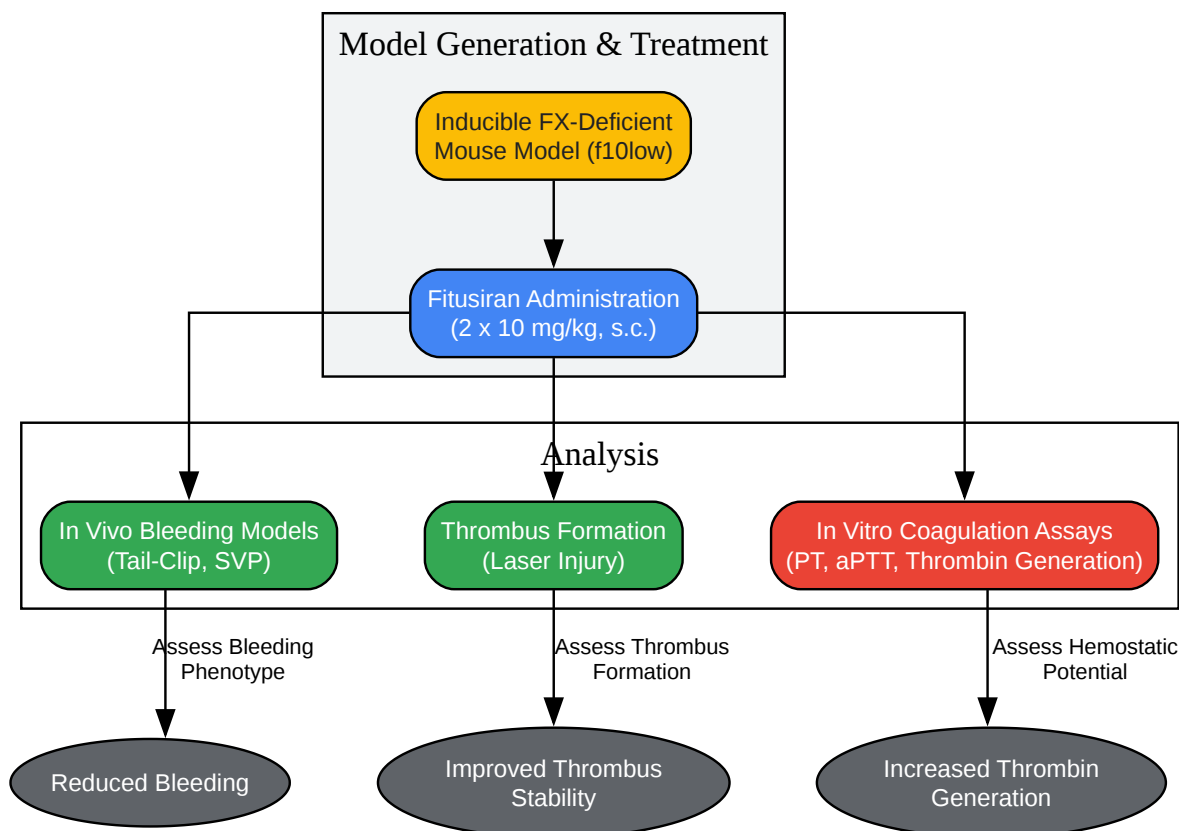 Model Generation & Treatment
Inducible FX-Deficient
Mouse Model (f10low)
Fitusiran Administration
(2 x 10 mg/kg, s.c.)
Analysis
In Vivo Bleeding Models
(Tail-Clip, SVP)
Thrombus Formation
(Laser Injury)
In Vitro Coagulation Assays
(PT, aPTT, Thrombin Generation)
Assess Bleeding
Phenotype
Assess Thrombus
Formation
Assess Hemostatic
Potential
Reduced Bleeding
Improved Thrombus
Stability
Increased Thrombin
Generation